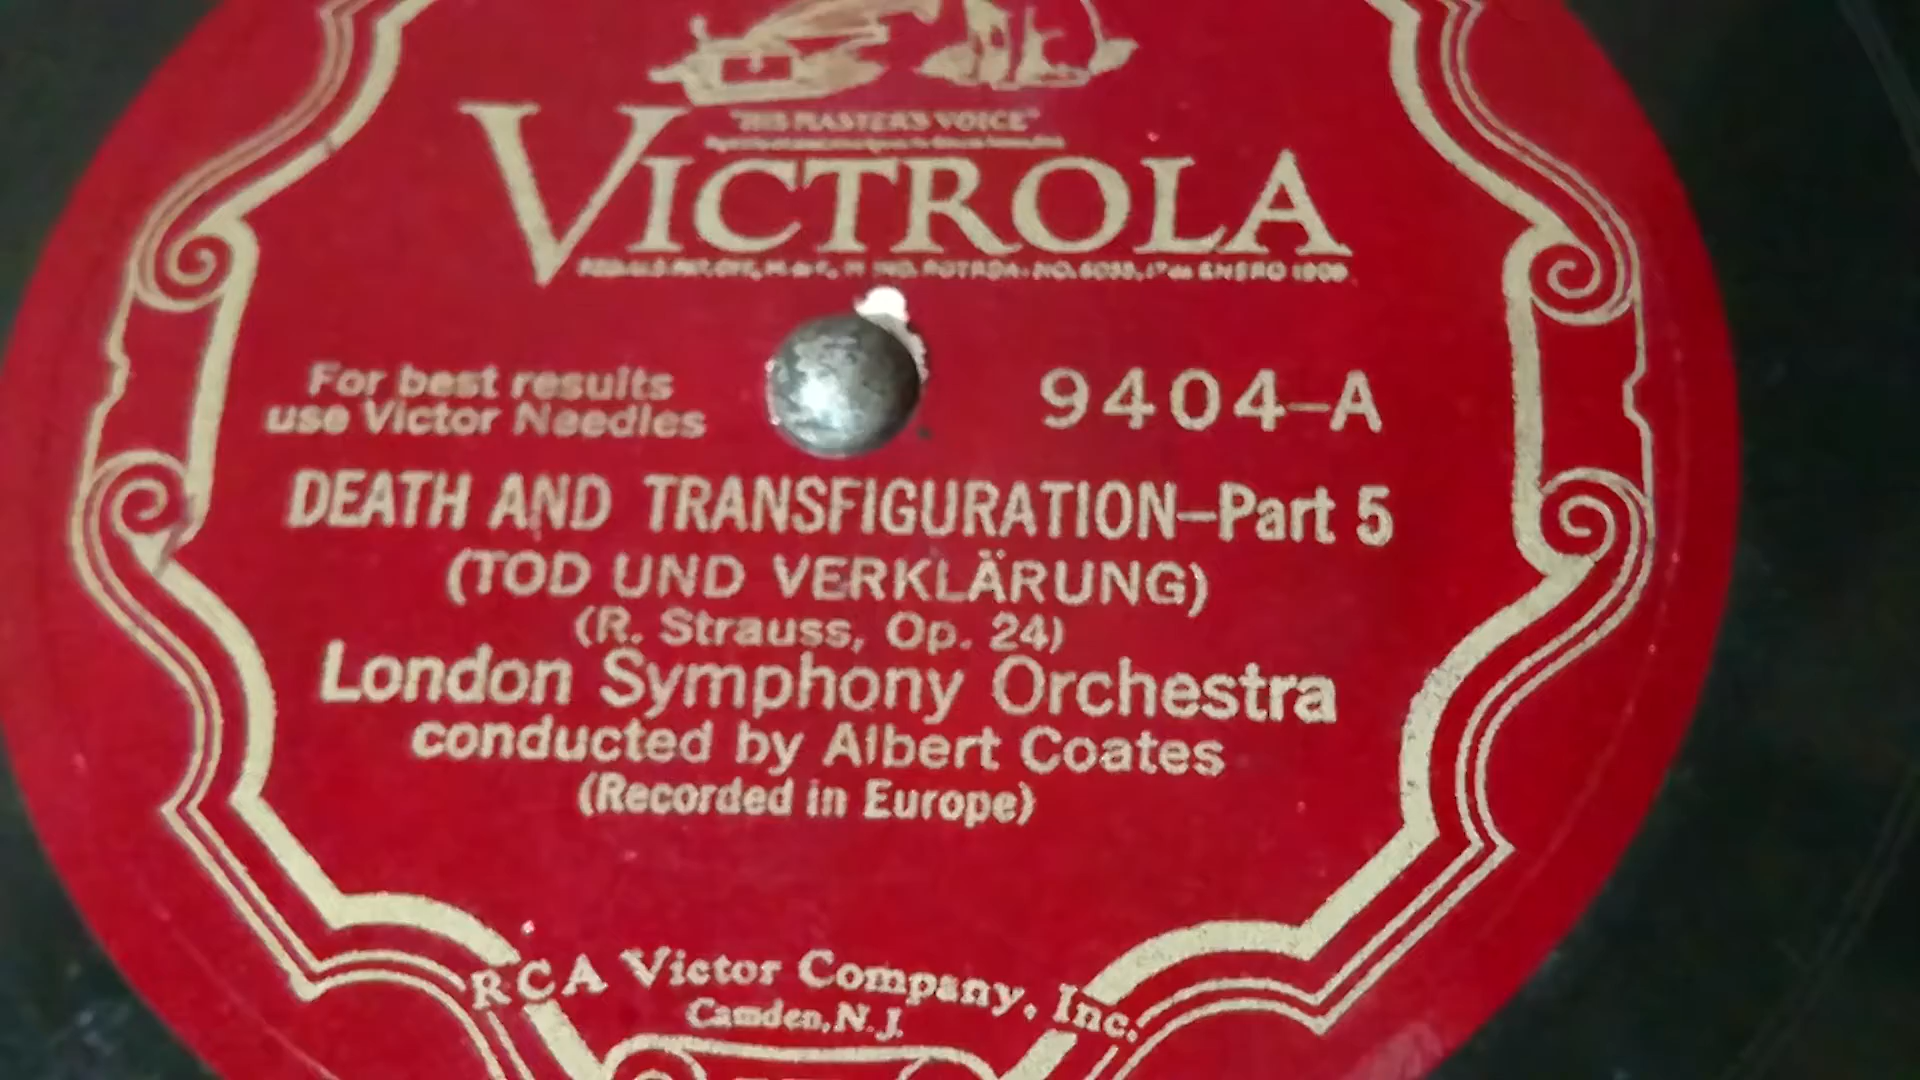 "HIS MASTER'S VOICE"
VICTROLA
For best results
use Victor Needles
9404-A
DEATH AND TRANSFIGURATION-Part 5
(TOD UND VERKLÄRUNG)
(R. Strauss, Op. 24)
London Symphony Orchestra
conducted by Albert Coates
(Recorded in Europe)
RCA Victor Company, Inc.
Camden, N. J.